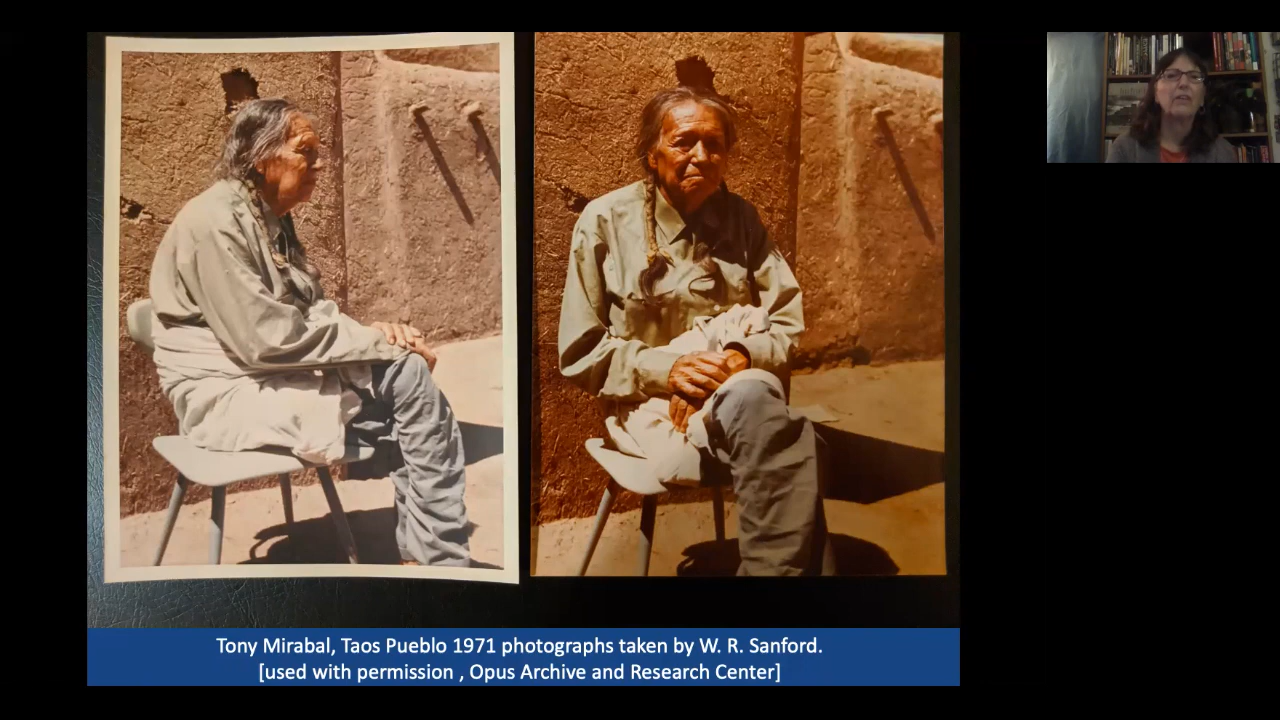 Tony Mirabal, Taos Pueblo 1971 photographs taken by W. R. Sanford.
[used with permission , Opus Archive and Research Center]